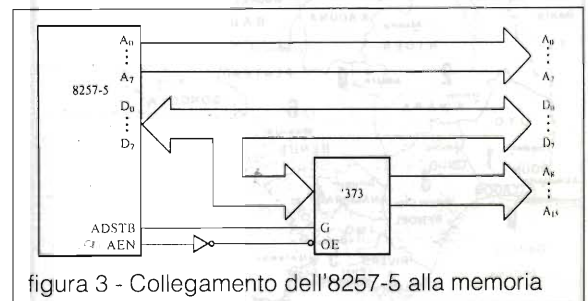 8257-5
A0
⋮
A7
D0
⋮
D7
ADSTB
AEN
'373
G
OE
A0
⋮
A7
D0
⋮
D7
A8
⋮
A15
figura 3 - Collegamento dell'8257-5 alla memoria